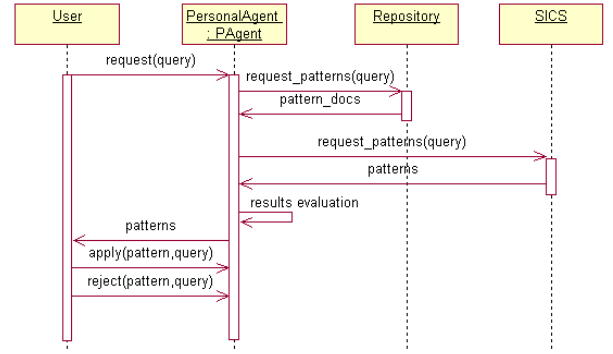 User
PersonalAgent
: PAgent
Repository
SICS
request(query)
request_patterns(query)
pattern_docs
request_patterns(query)
patterns
results evaluation
patterns
apply(pattern,query)
reject(pattern,query)